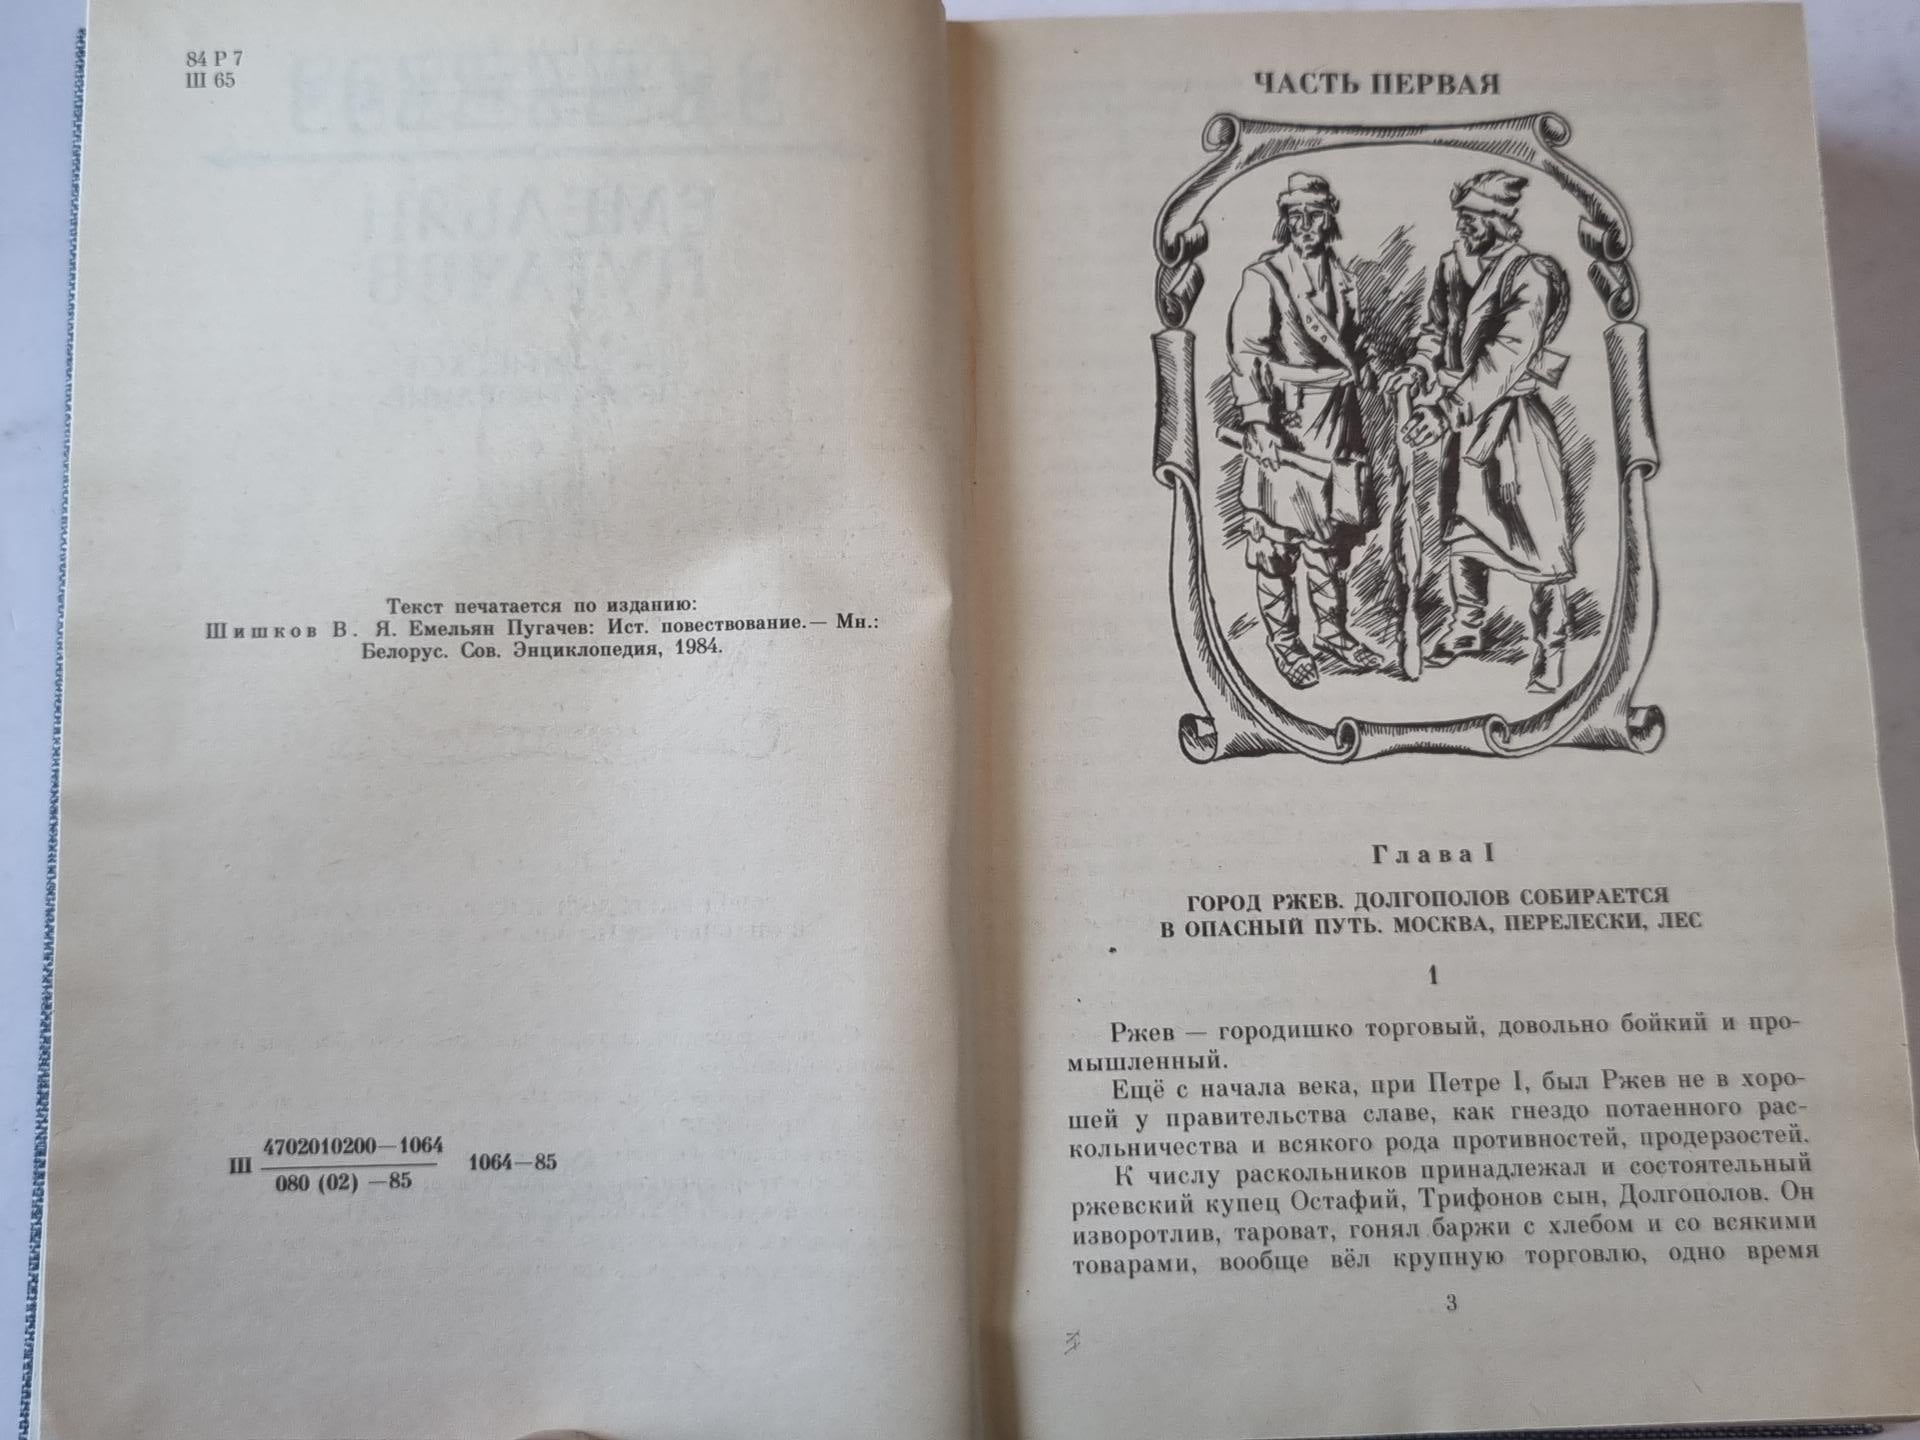 84 Р 7
Ш 65
Текст печатается по изданию:
Шишков В. Я. Емельян Пугачев: Ист. повествование.— Мн.:
Белорус. Сов. Энциклопедия, 1984.
Ш 4702010200—1064 1064—85
080 (02) —85
ЧАСТЬ ПЕРВАЯ
Глава I
ГОРОД РЖЕВ. ДОЛГОПОЛОВ СОБИРАЕТСЯ
В ОПАСНЫЙ ПУТЬ. МОСКВА, ПЕРЕЛЕСКИ, ЛЕС
1
Ржев — городишко торговый, довольно бойкий и про-
мышленный.
Ещё с начала века, при Петре I, был Ржев не в хоро-
шей у правительства славе, как гнездо потаенного рас-
кольничества и всякого рода противностей, продерзостей.
К числу раскольников принадлежал и состоятельный
ржевский купец Остафий, Трифонов сын, Долгополов. Он
изворотлив, тароват, гонял баржи с хлебом и со всякими
товарами, вообще вёл крупную торговлю, одно время
3